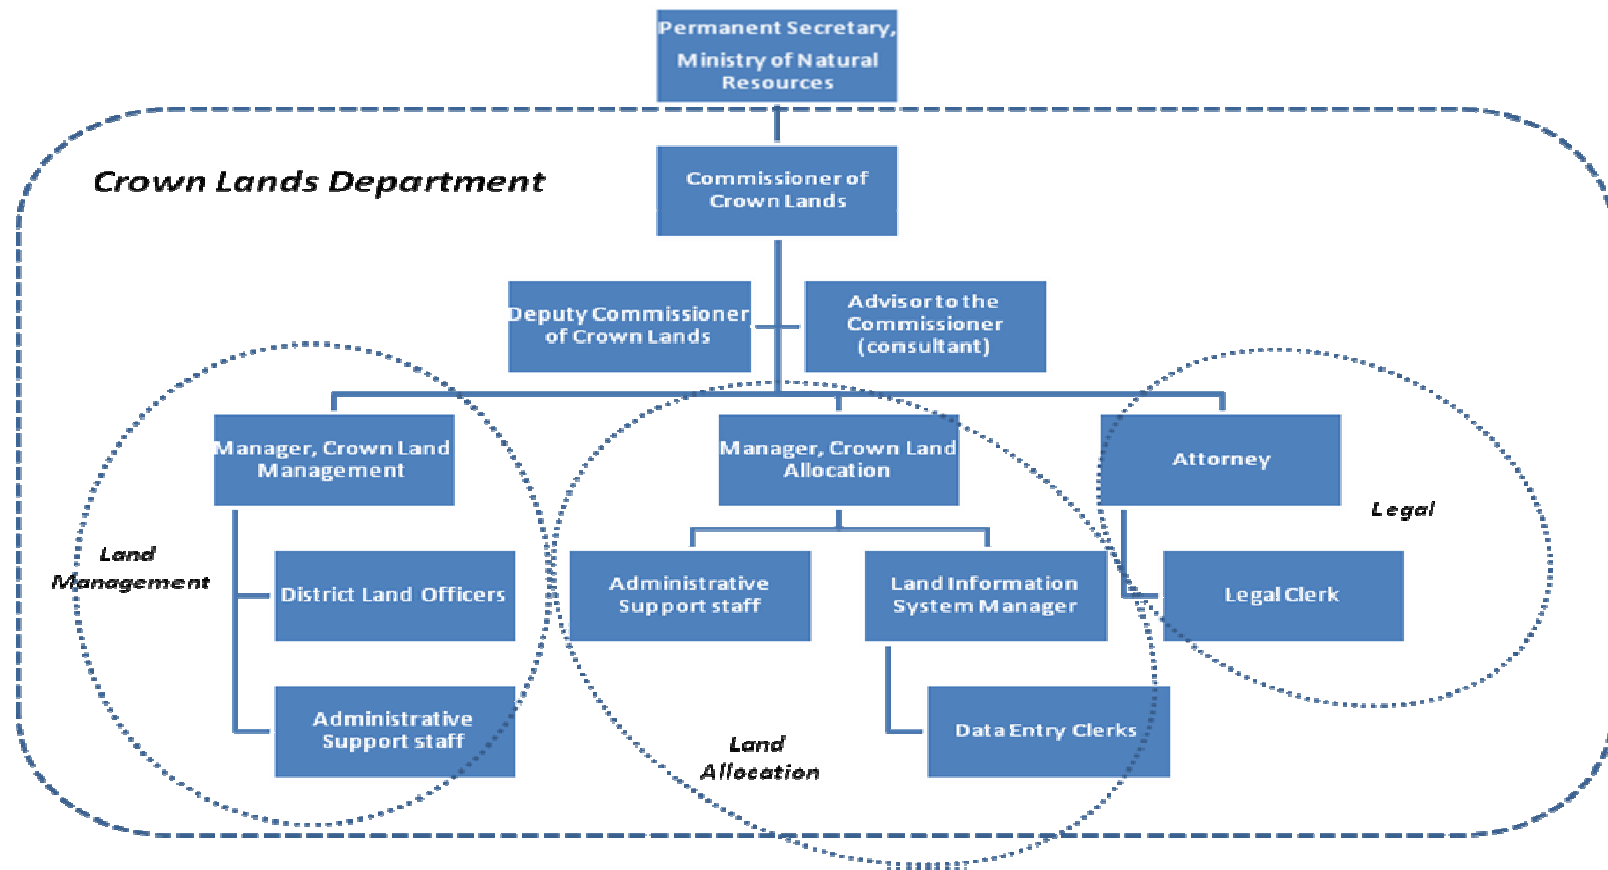 Permanent Secretary,
Ministry of Natural
Resources
Crown Lands Department
Commissioner of
Crown Lands
Deputy Commissioner
of Crown Lands
Advisor to the
Commissioner
(consultant)
Manager, Crown Land
Management
Manager, Crown Land
Allocation
Attorney
Legal
Land
Management
District Land Officers
Administrative
Support staff
Land Information
System Manager
Legal Clerk
Administrative
Support staff
Data Entry Clerks
Land
Allocation